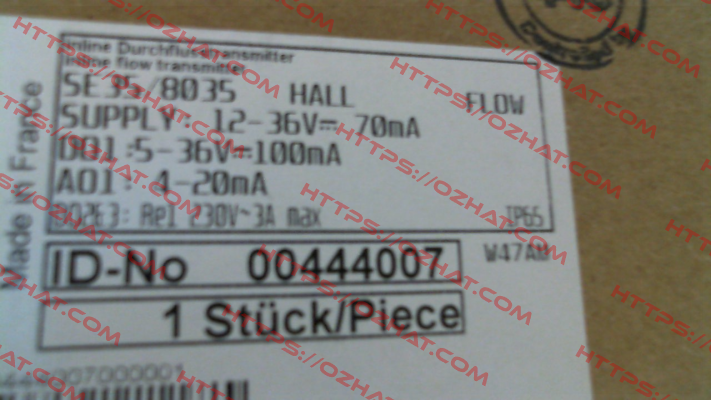 Inline Durchflusstransmitter
Inline flow transmitter
SE35/8035 HALL FLOW
SUPPLY: 12-36V⎓ 70mA
DO1:5-36V⎓100mA
AO1: 4-20mA
DO2&3: Rel 230V~3A max IP65
Made in France
ID-No 00444007
W47AM
1 Stück/Piece
HTTPS://OZHAT.COM